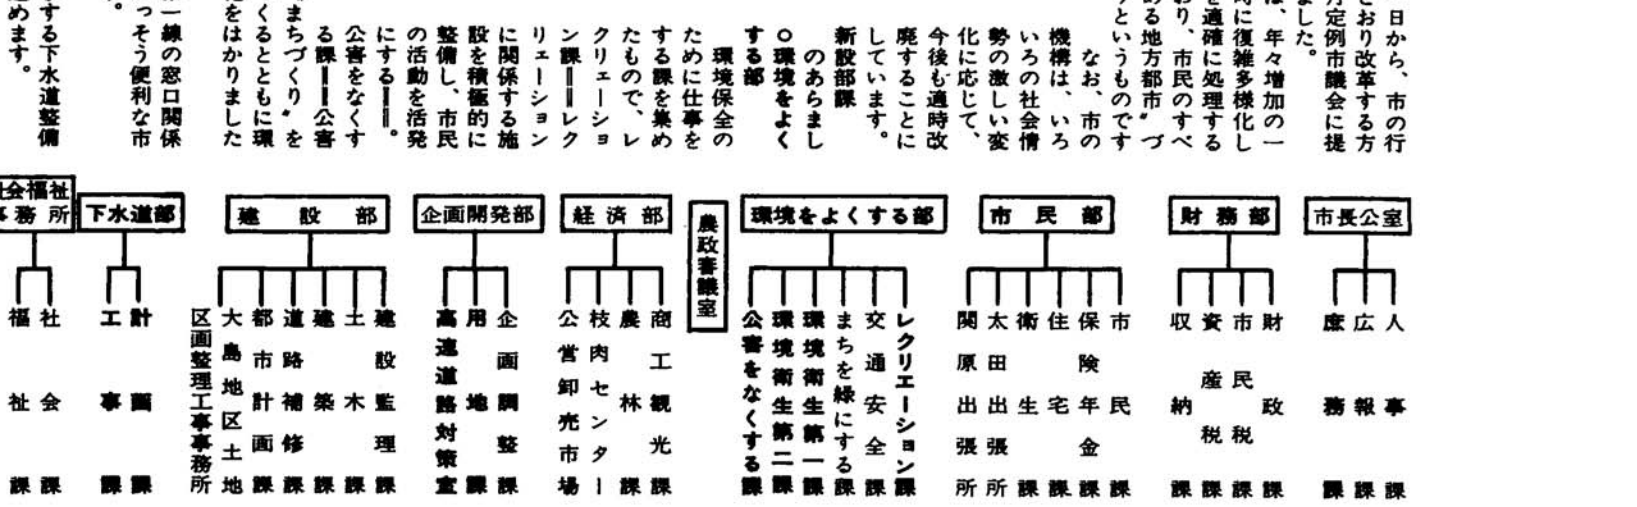 日から、市の行
とおり改革する方
月定例市議会に提
ました。
は、年々増加の一
時に複雑多様化し
を適確に処理する
おり、市民のすべ
ある地方都市〟づ
りというものです
なお、市の
機構は、いろ
いろの社会情
勢の激しい変
化に応じて、
今後も適時改
廃することに
しています。
新設部課
のあらまし
○環境をよく
する部
環境保全の
ために仕事を
する課を集め
たもので、レ
クリェーショ
ン課＝＝レク
リェーション
に関係する施
設を積極的に
整備し、市民
の活動を活発
にする＝＝。
公害をなくす
る課＝＝公害
まちづくり〟を
くるとともに環
化をはかりました
一線の窓口関係
っそう便利な市
。
する下水道整備
めます。
市長公室
人事課
広報課
庶務課
財務部
財政課
市民税課
資産税課
収納課
市民部
市民課
保険年金課
住宅課
衛生課
太田出張所
関原出張所
環境をよくする部
レクリエーション課
交通安全課
まちを緑にする課
環境衛生第一課
環境衛生第二課
公害をなくする課
農政審議室
経済部
商工観光課
農林課
枝肉センター
公営卸売市場
企画開発部
企画調整課
用地課
高速道路対策室
建設部
建設監理課
土木課
建築課
道路補修課
都市計画課
大島地区土地
区画整理工事事務所
下水道部
計画課
工事課
会福祉
務所
社会課
福祉課